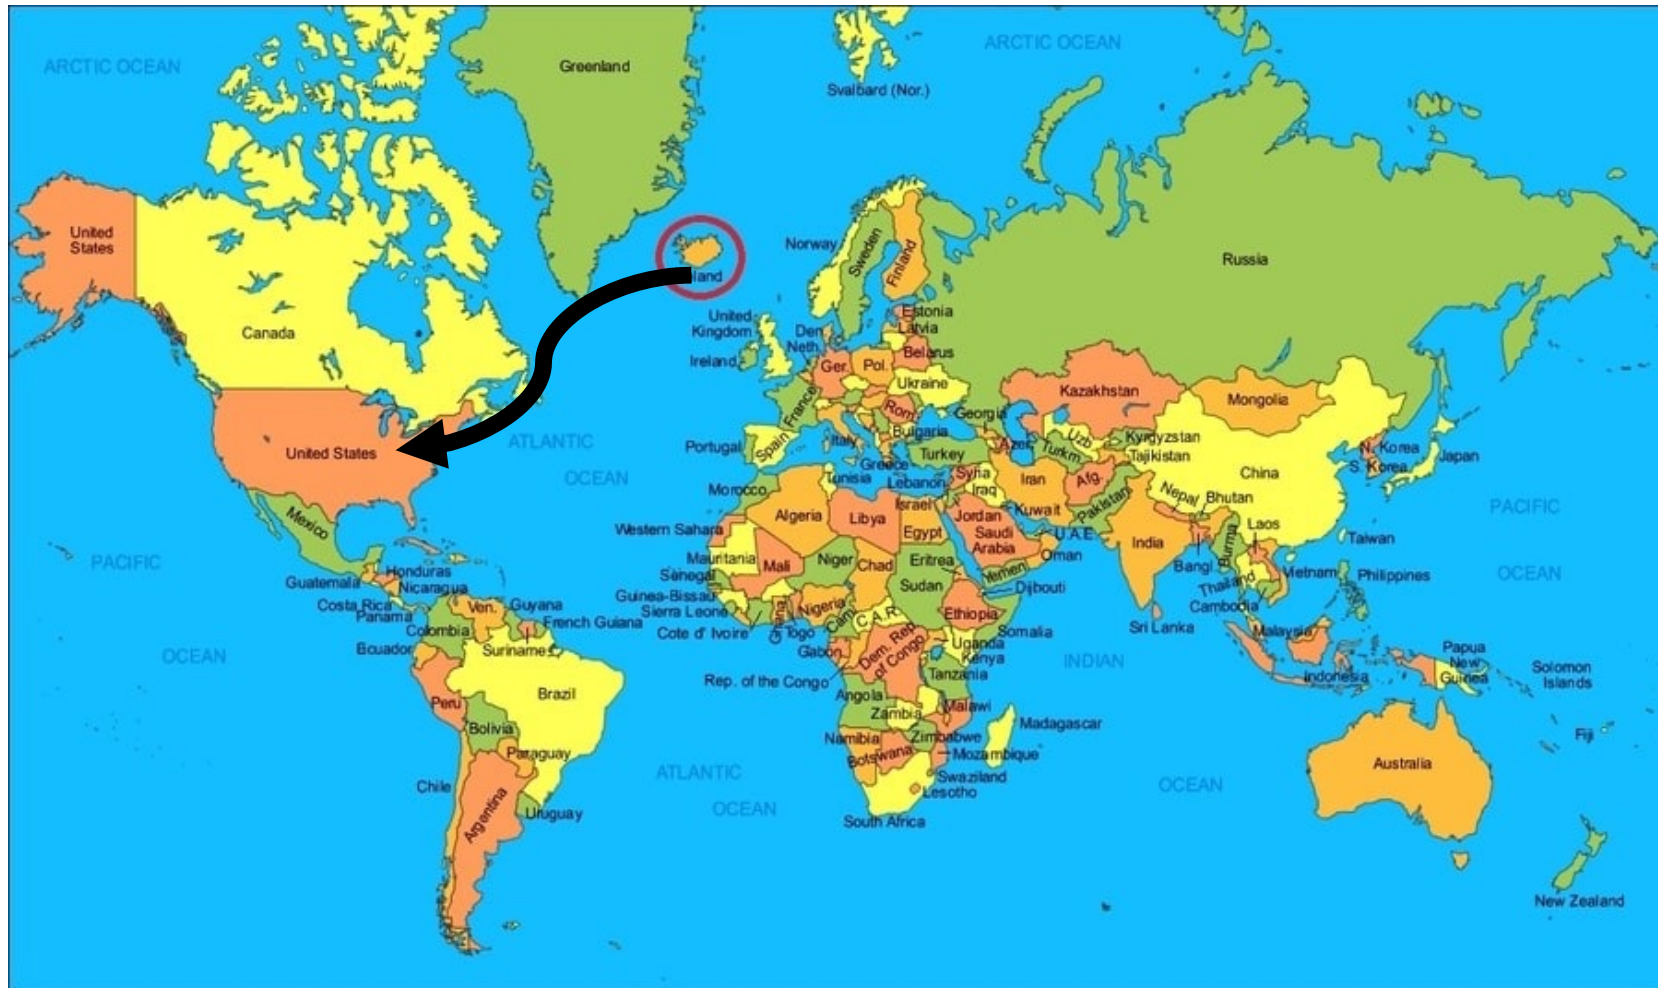 ARCTIC OCEAN
Greenland
ARCTIC OCEAN
Svalbard (Nor.)
United
States
Canada
United States
Mexico
Norway
Sweden
Finland
Russia
United
Kingdom
Ireland
Den.
Neth.
Estonia
Latvia
Belarus
Ger.
Pol.
Ukraine
France
Rom.
Bulgaria
Georgia
Kazakhstan
Mongolia
ATLANTIC
OCEAN
Portugal
Spain
Italy
Greece
Turkey
Azer.
Uzb.
Turkm.
Kyrgyzstan
Tajikistan
China
N. Korea
S. Korea
Japan
Morocco
Tunisia
Lebanon
Syria
Iraq
Iran
Afg.
Pakistan
Nepal
Bhutan
Western Sahara
Algeria
Libya
Israel
Egypt
Jordan
Kuwait
Saudi
Arabia
U.A.E.
Oman
India
Bangl.
Burma
Laos
Taiwan
PACIFIC
OCEAN
PACIFIC
OCEAN
Mauritania
Mali
Niger
Chad
Eritrea
Sudan
Yemen
Djibouti
Thailand
Vietnam
Cambodia
Philippines
Guatemala
Honduras
Nicaragua
Costa Rica
Panama
Ven.
Guyana
French Guiana
Colombia
Suriname
Ecuador
Senegal
Guinea-Bissau
Sierra Leone
Cote d' Ivoire
Ghana
Togo
Nigeria
Cam.
C.A.R.
Ethiopia
Somalia
Sri Lanka
Malaysia
Gabon
Dem. Rep.
of Congo
Uganda
Kenya
INDIAN
OCEAN
Rep. of the Congo
Tanzania
Indonesia
Papua
New
Guinea
Solomon
Islands
Peru
Brazil
Bolivia
Paraguay
Chile
Argentina
Uruguay
Angola
Zambia
Malawi
Madagascar
Namibia
Zimbabwe
Botswana
Mozambique
Swaziland
Lesotho
South Africa
ATLANTIC
OCEAN
Fiji
Australia
New Zealand